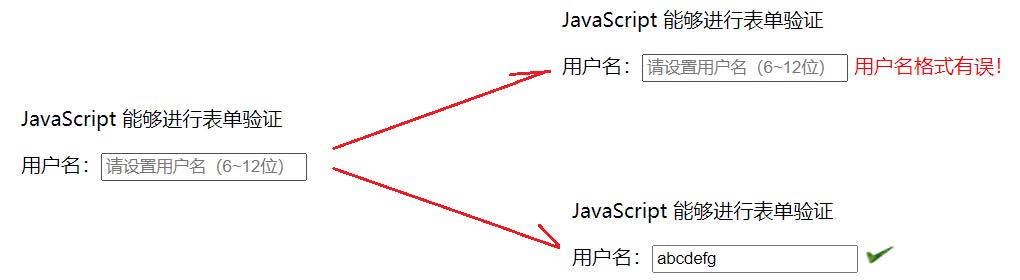 JavaScript 能够进行表单验证
用户名：请设置用户名（6~12位）
JavaScript 能够进行表单验证
用户名：请设置用户名（6~12位） 用户名格式有误！
JavaScript 能够进行表单验证
用户名：abcdefg